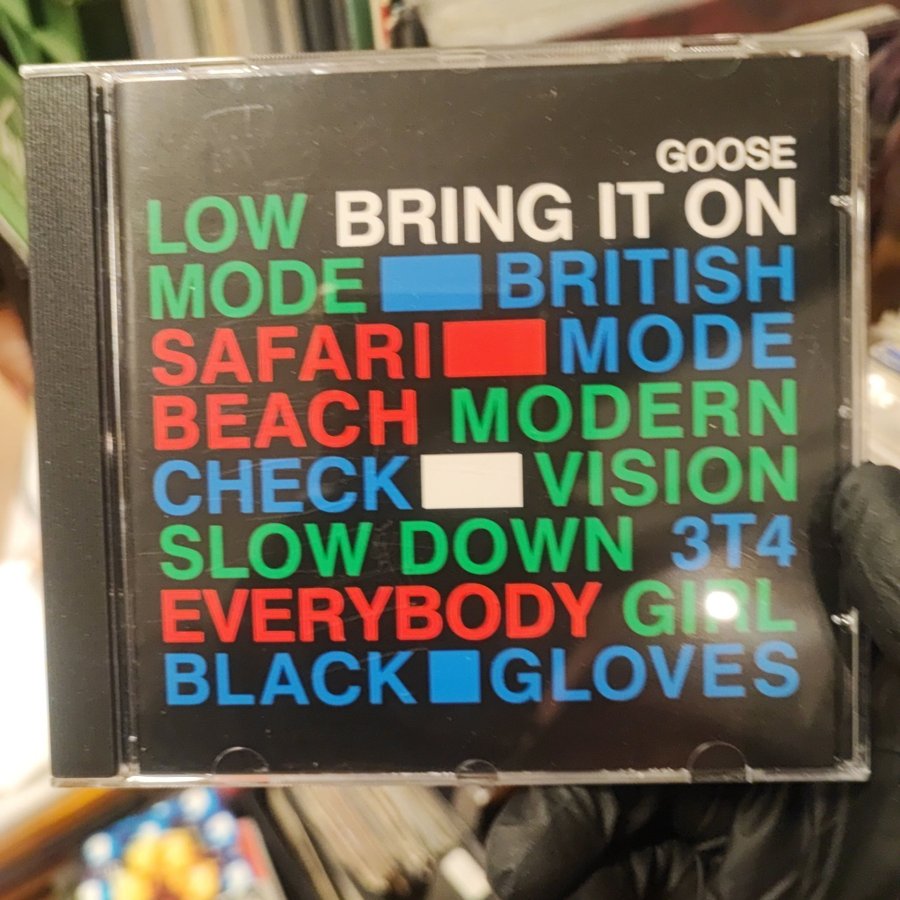 GOOSE
LOW BRING IT ON
MODE BRITISH
SAFARI MODE
BEACH MODERN
CHECK VISION
SLOW DOWN 3T4
EVERYBODY GIRL
BLACK GLOVES